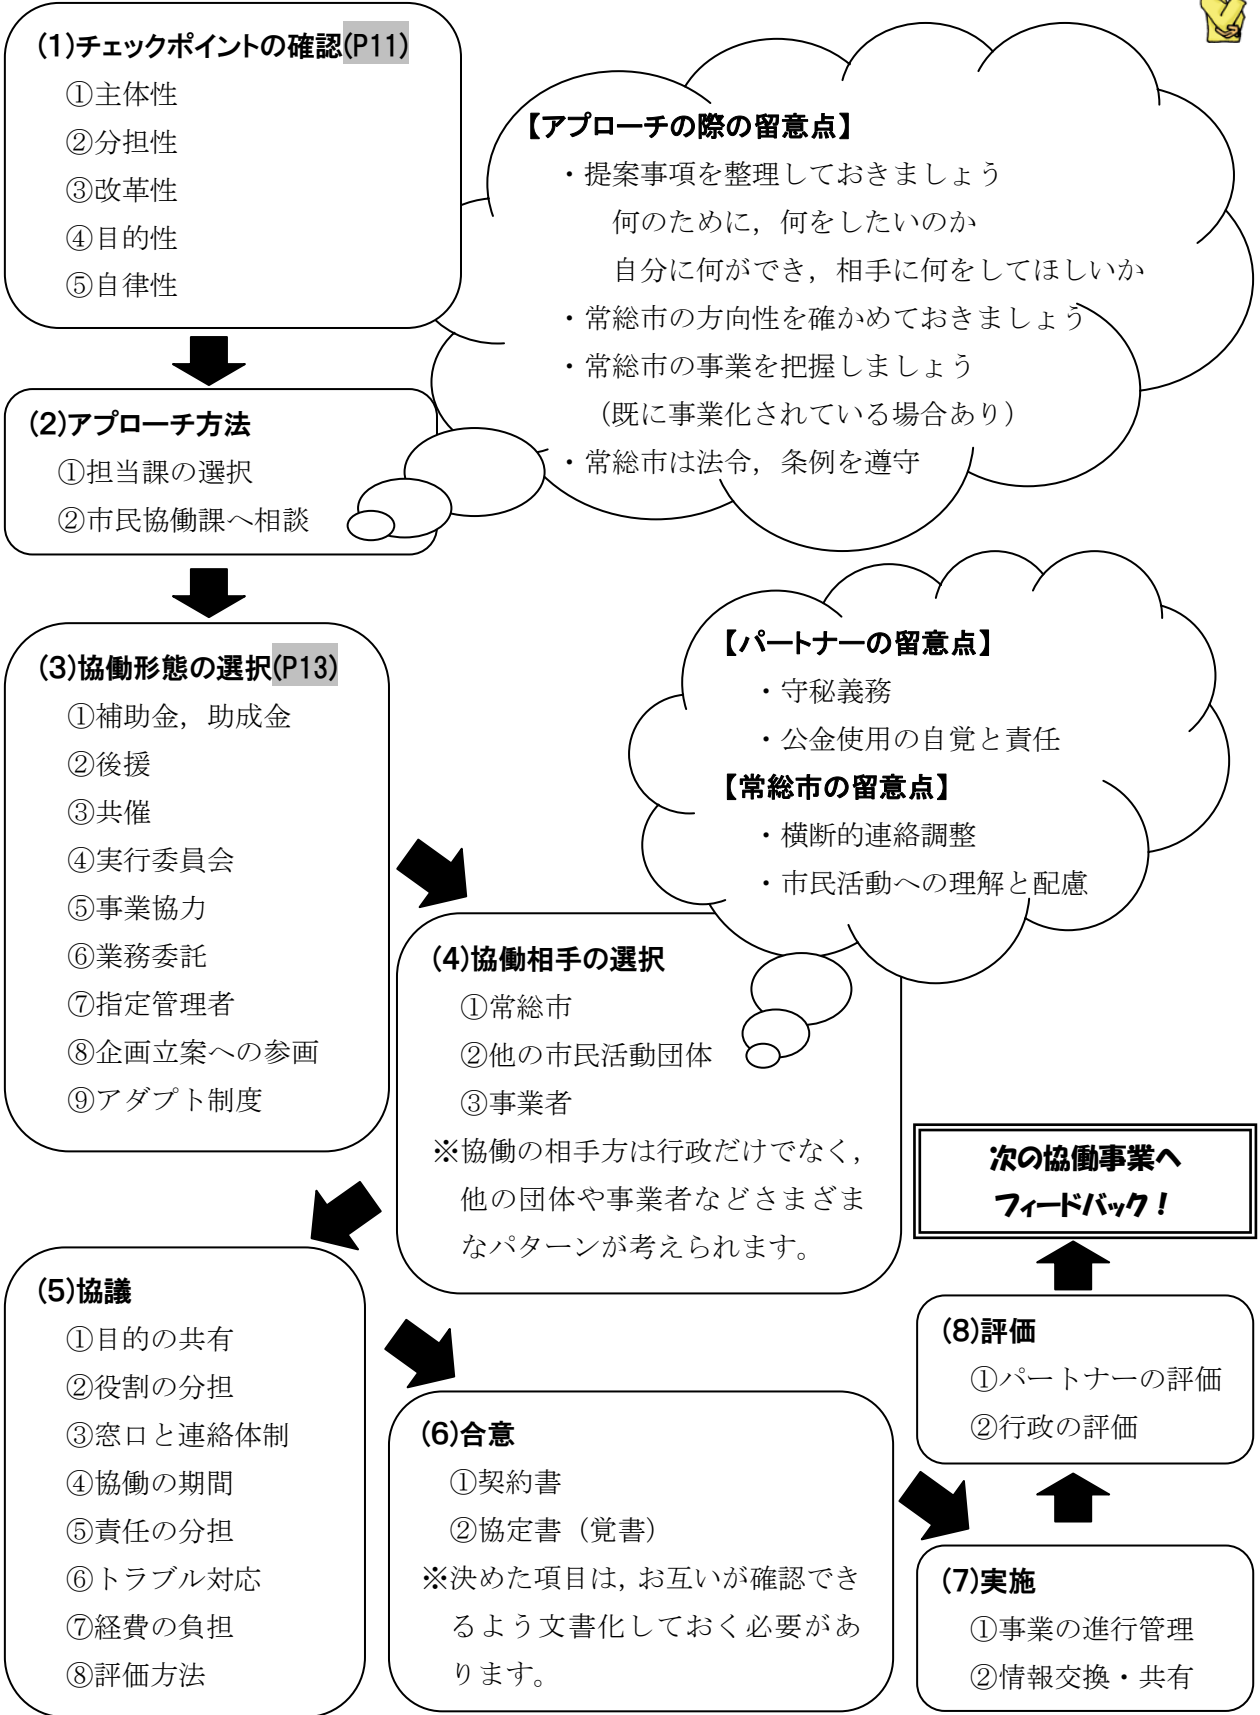 (1)チェックポイントの確認(P11)
①主体性
②分担性
③改革性
④目的性
⑤自律性
【アプローチの際の留意点】
・提案事項を整理しておきましょう
何のために，何をしたいのか
自分に何ができ，相手に何をしてほしいか
・常総市の方向性を確かめておきましょう
・常総市の事業を把握しましょう
（既に事業化されている場合あり）
・常総市は法令，条例を遵守
(2)アプローチ方法
①担当課の選択
②市民協働課へ相談
(3)協働形態の選択(P13)
①補助金，助成金
②後援
③共催
④実行委員会
⑤事業協力
⑥業務委託
⑦指定管理者
⑧企画立案への参画
⑨アダプト制度
【パートナーの留意点】
・守秘義務
・公金使用の自覚と責任
【常総市の留意点】
・横断的連絡調整
・市民活動への理解と配慮
(4)協働相手の選択
①常総市
②他の市民活動団体
③事業者
※協働の相手方は行政だけでなく，
他の団体や事業者などさまざま
なパターンが考えられます。
(5)協議
①目的の共有
②役割の分担
③窓口と連絡体制
④協働の期間
⑤責任の分担
⑥トラブル対応
⑦経費の負担
⑧評価方法
(6)合意
①契約書
②協定書（覚書）
※決めた項目は，お互いが確認でき
るよう文書化しておく必要があ
ります。
(7)実施
①事業の進行管理
②情報交換・共有
(8)評価
①パートナーの評価
②行政の評価
次の協働事業へ
フィードバック！